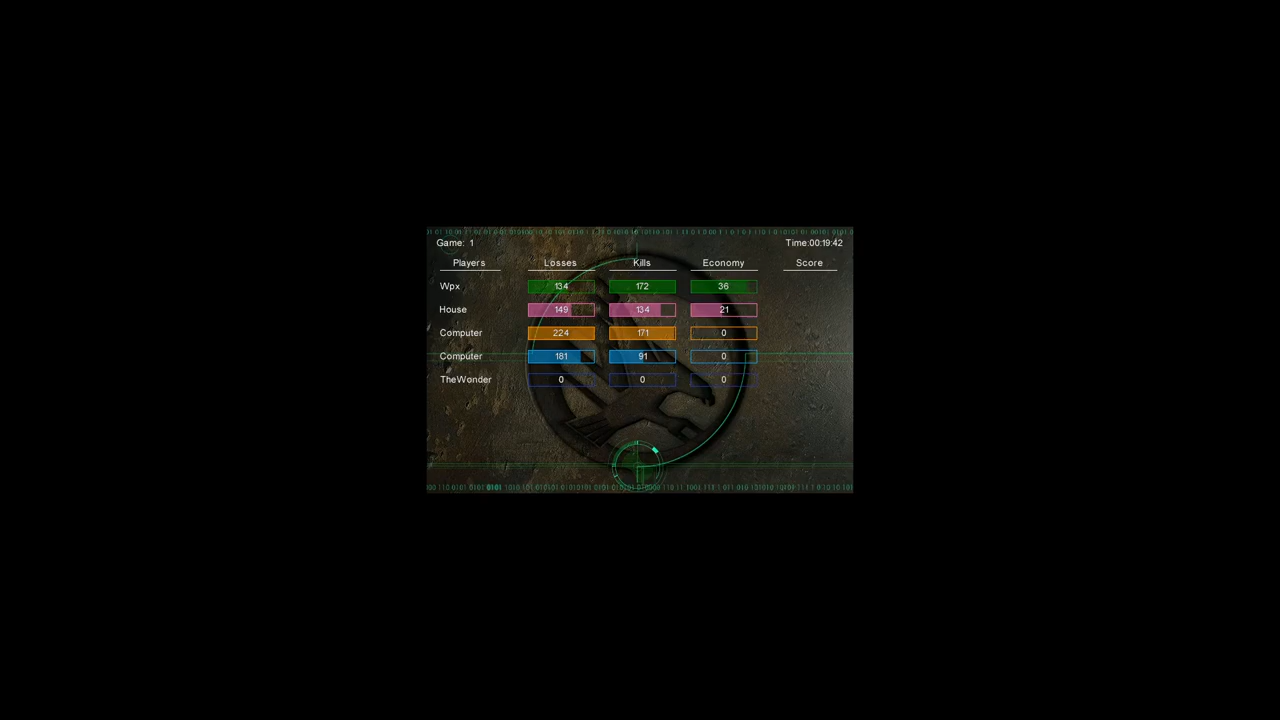 Game: 1 Time:00:19:42
Players Losses Kills Economy Score
Wpx 134 172 36
House 149 134 21
Computer 224 171 0
Computer 181 91 0
TheWonder 0 0 0